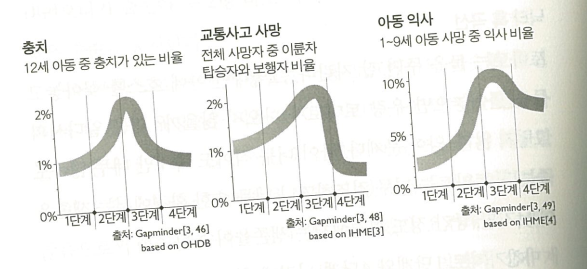 충치
12세 아동 중 충치가 있는 비율
2%
1%
0%
1단계 2단계 3단계 4단계
출처: Gapminder[3, 46]
based on OHDB
교통사고 사망
전체 사망자 중 이륜차
탑승자와 보행자 비율
2%
1%
0%
1단계 2단계 3단계 4단계
출처: Gapminder[3, 48]
based on IHME[3]
아동 익사
1~9세 아동 사망 중 익사 비율
10%
5%
0%
1단계 2단계 3단계 4단계
출처: Gapminder[3, 49]
based on IHME[4]